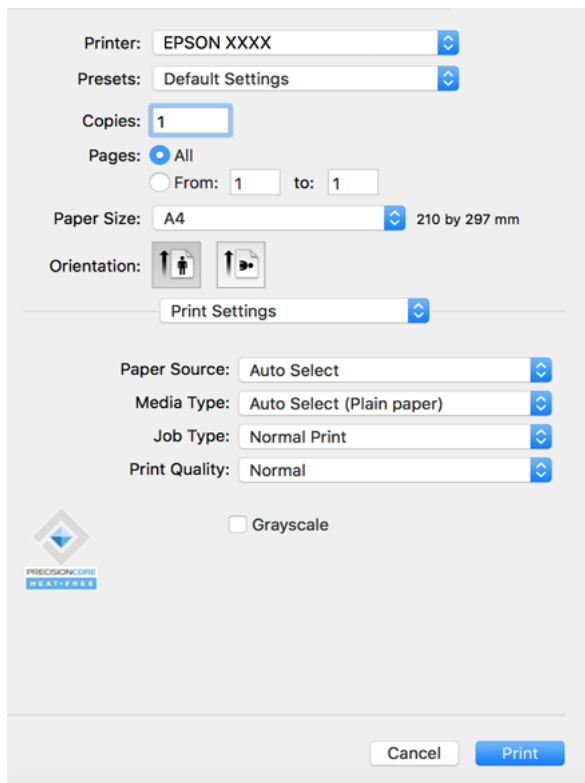 Printer: EPSON XXXX
Presets: Default Settings
Copies: 1
Pages: All
From: 1 to: 1
Paper Size: A4 210 by 297 mm
Orientation:
Print Settings
Paper Source: Auto Select
Media Type: Auto Select (Plain paper)
Job Type: Normal Print
Print Quality: Normal
Grayscale
PRECISIONCORE
HEAT-FREE
Cancel Print